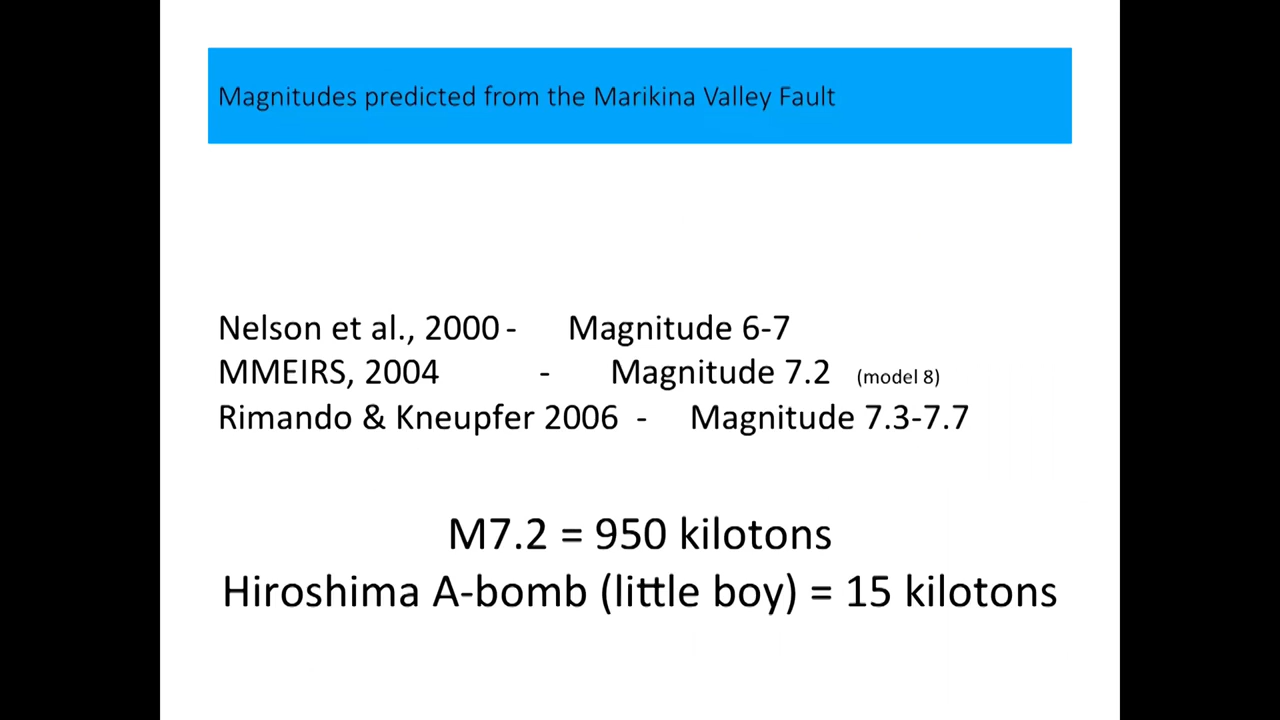 Magnitudes predicted from the Marikina Valley Fault
Nelson et al., 2000 - Magnitude 6-7
MMEIRS, 2004 - Magnitude 7.2 (model 8)
Rimando & Kneupfer 2006 - Magnitude 7.3-7.7
M7.2 = 950 kilotons
Hiroshima A-bomb (little boy) = 15 kilotons